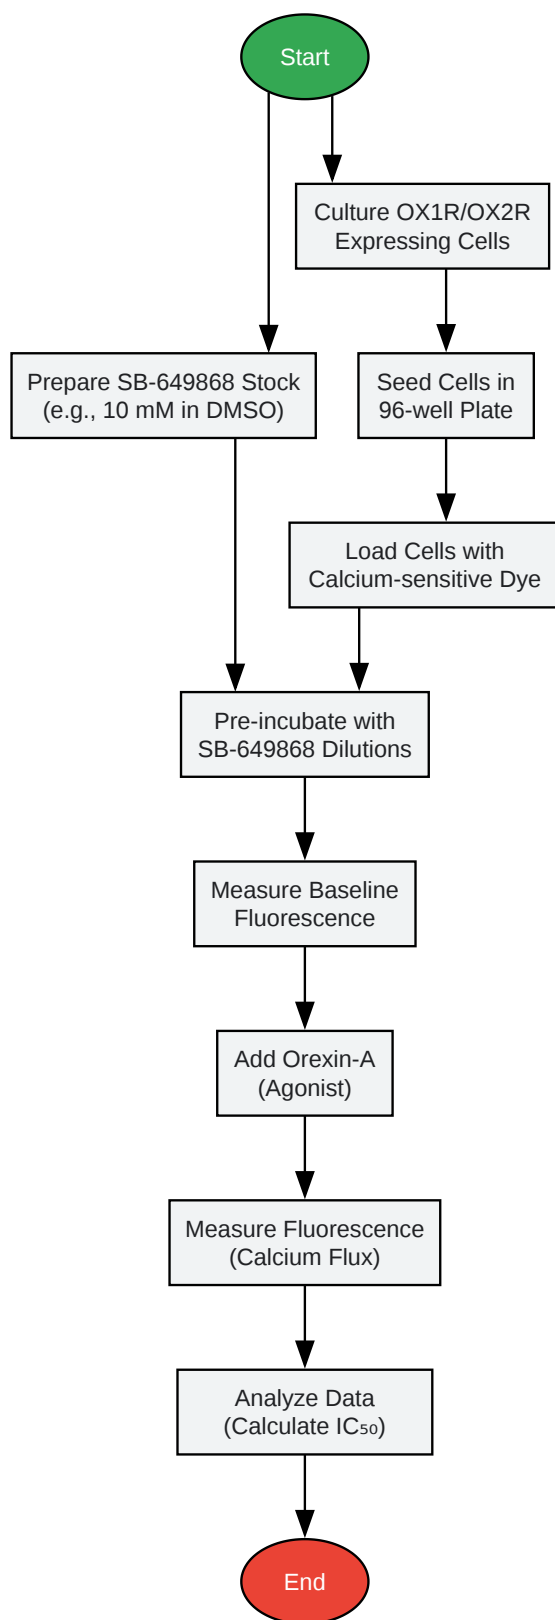 Start
Culture OX1R/OX2R
Expressing Cells
Prepare SB-649868 Stock
(e.g., 10 mM in DMSO)
Seed Cells in
96-well Plate
Load Cells with
Calcium-sensitive Dye
Pre-incubate with
SB-649868 Dilutions
Measure Baseline
Fluorescence
Add Orexin-A
(Agonist)
Measure Fluorescence
(Calcium Flux)
Analyze Data
(Calculate IC₅₀)
End